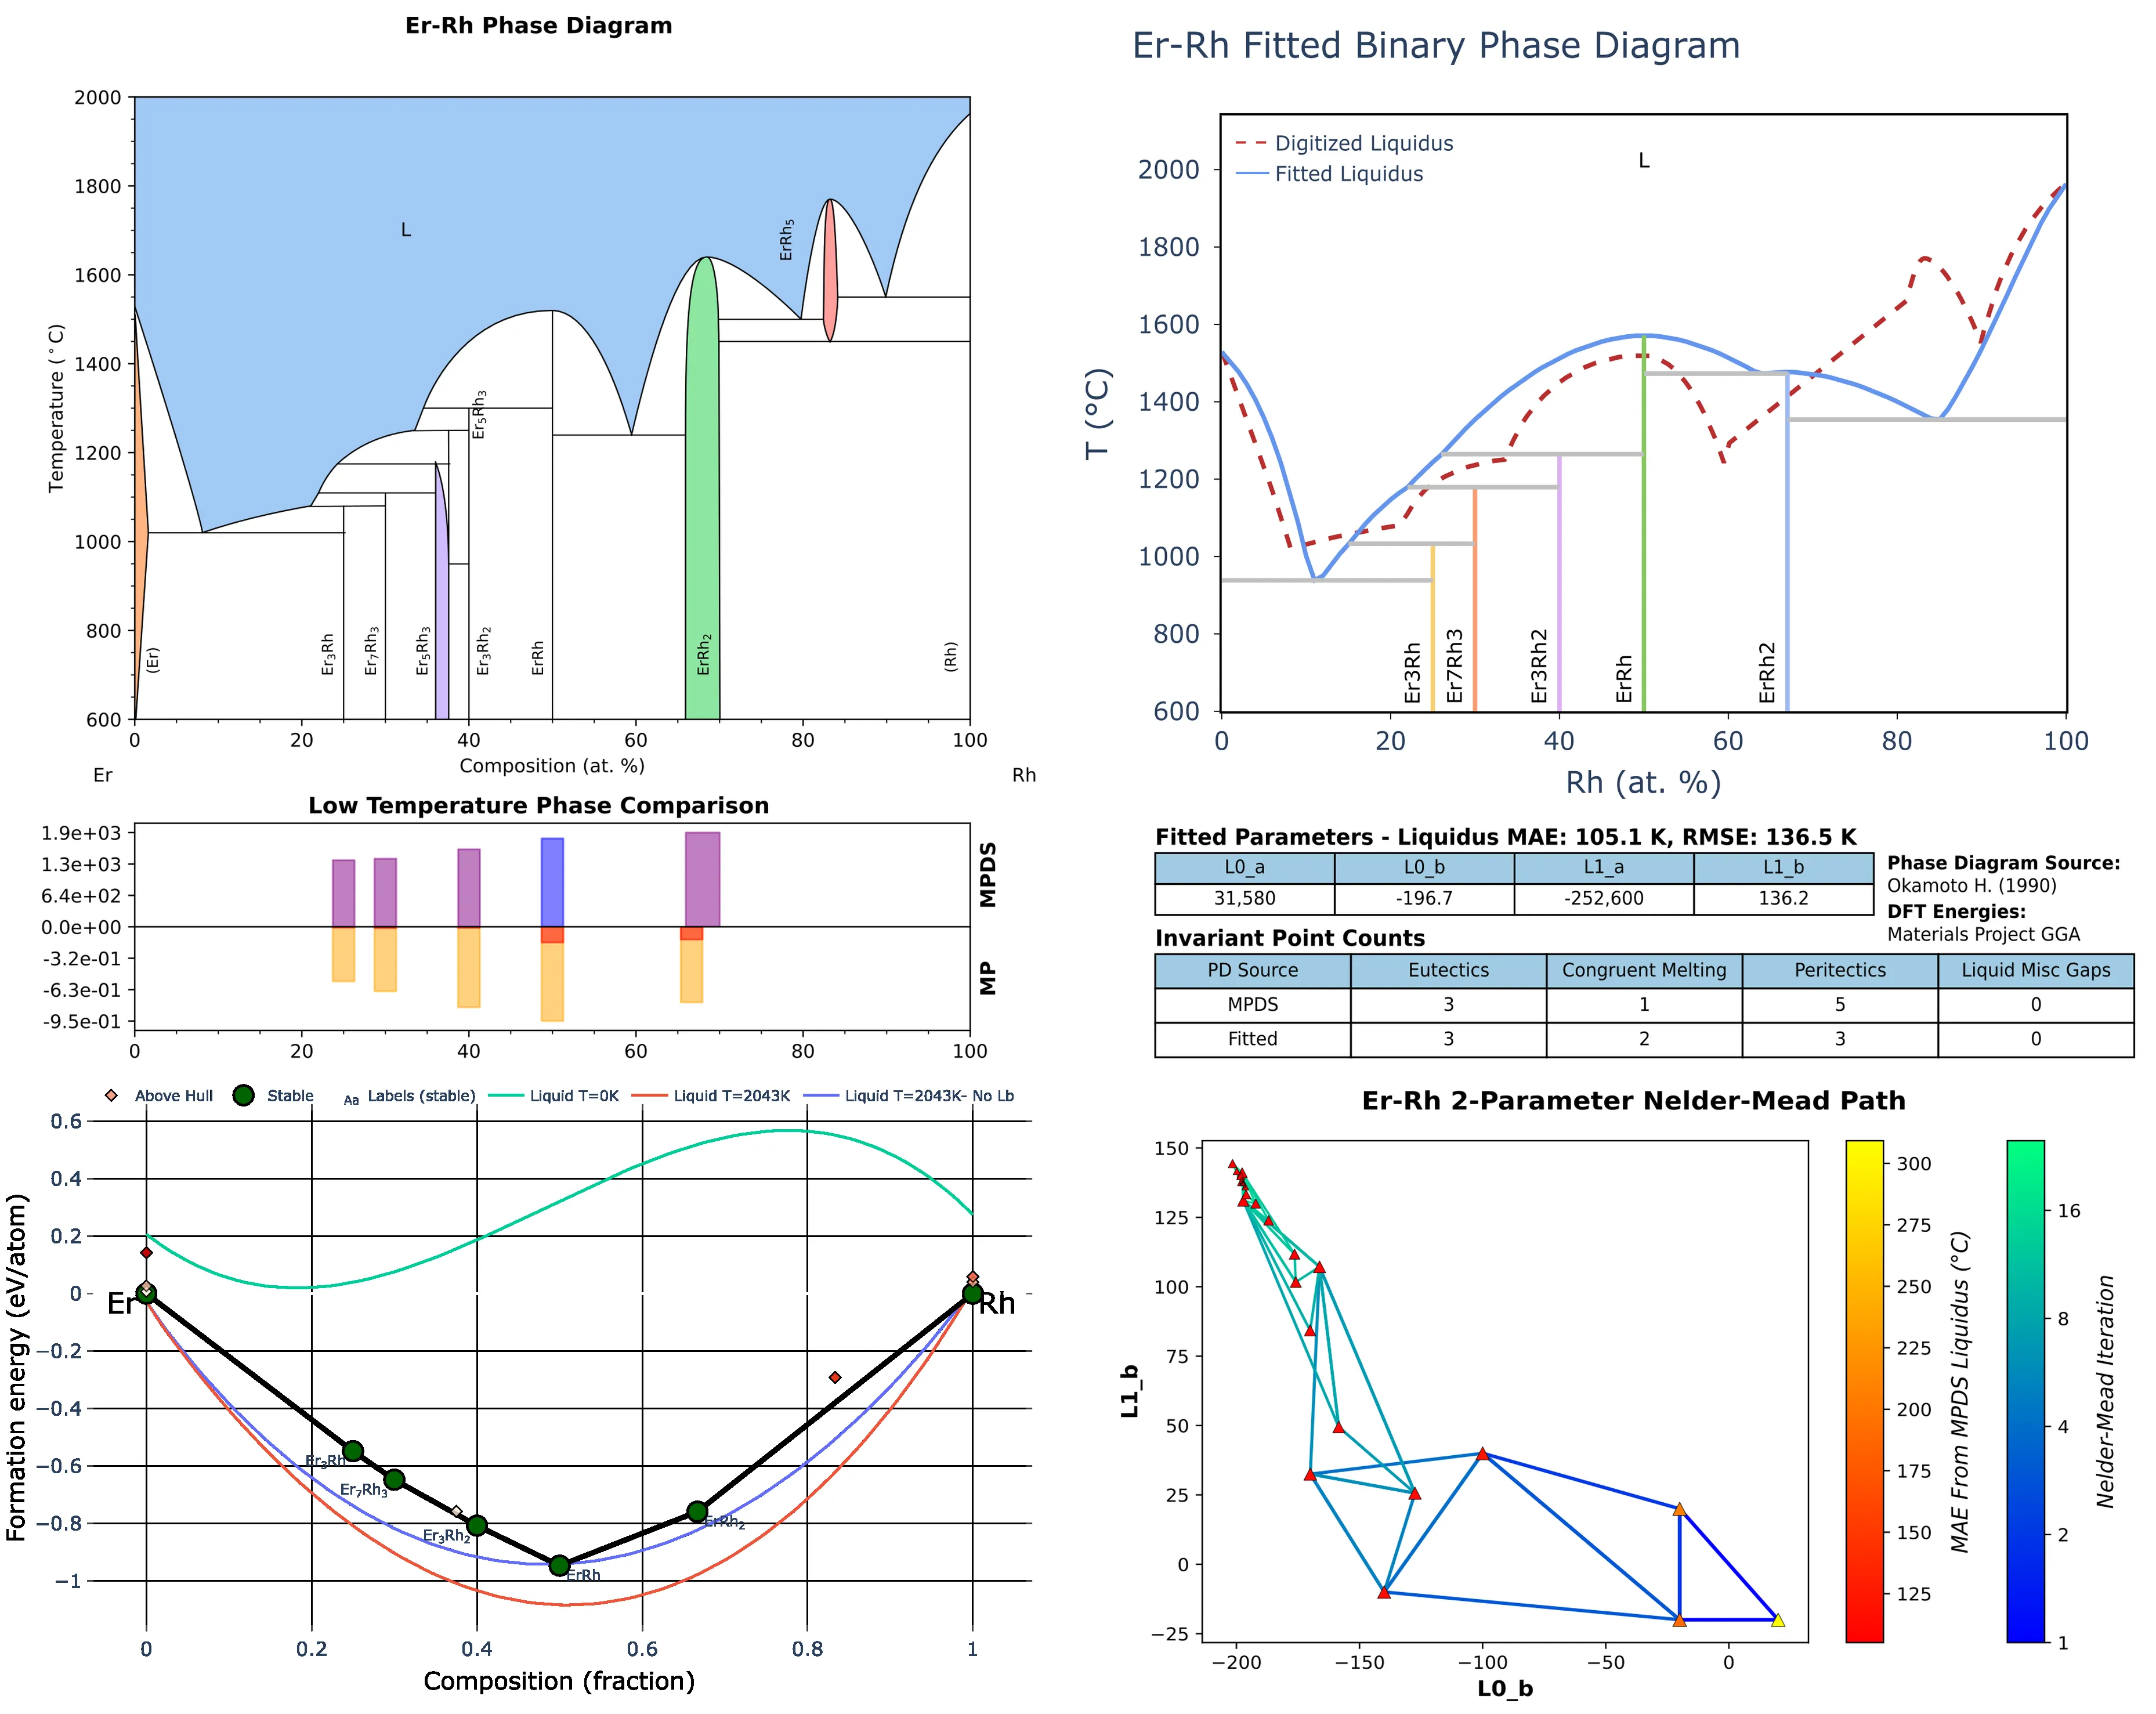 Er-Rh Phase Diagram
Temperature (°C)
2000
1800
1600
1400
1200
1000
800
600
L
ErRh5
Er5Rh3
(Er)
Er3Rh
Er7Rh3
Er5Rh3
Er3Rh2
ErRh
ErRh2
(Rh)
0 20 40 60 80 100
Composition (at. %)
Er Rh
Low Temperature Phase Comparison
1.9e+03
1.3e+03
6.4e+02
0.0e+00
-3.2e-01
-6.3e-01
-9.5e-01
MPDS
MP
0 20 40 60 80 100
Above Hull Stable Aa Labels (stable) Liquid T=0K Liquid T=2043K Liquid T=2043K- No Lb
Formation energy (eV/atom)
0.6
0.4
0.2
0
−0.2
−0.4
−0.6
−0.8
−1
Er
Rh
Er3Rh
Er7Rh3
Er3Rh2
ErRh2
ErRh
0 0.2 0.4 0.6 0.8 1
Composition (fraction)
Er-Rh Fitted Binary Phase Diagram
Digitized Liquidus
Fitted Liquidus
L
T (°C)
2000
1800
1600
1400
1200
1000
800
600
Er3Rh
Er7Rh3
Er3Rh2
ErRh
ErRh2
0 20 40 60 80 100
Rh (at. %)
Fitted Parameters - Liquidus MAE: 105.1 K, RMSE: 136.5 K
L0_a L0_b L1_a L1_b
31,580 -196.7 -252,600 136.2
Phase Diagram Source:
Okamoto H. (1990)
DFT Energies:
Materials Project GGA
Invariant Point Counts
PD Source Eutectics Congruent Melting Peritectics Liquid Misc Gaps
MPDS 3 1 5 0
Fitted 3 2 3 0
Er-Rh 2-Parameter Nelder-Mead Path
L1_b
150
125
100
75
50
25
0
−25
−200 −150 −100 −50 0
L0_b
300
275
250
225
200
175
150
125
MAE From MPDS Liquidus (°C)
16
8
4
2
1
Nelder-Mead Iteration